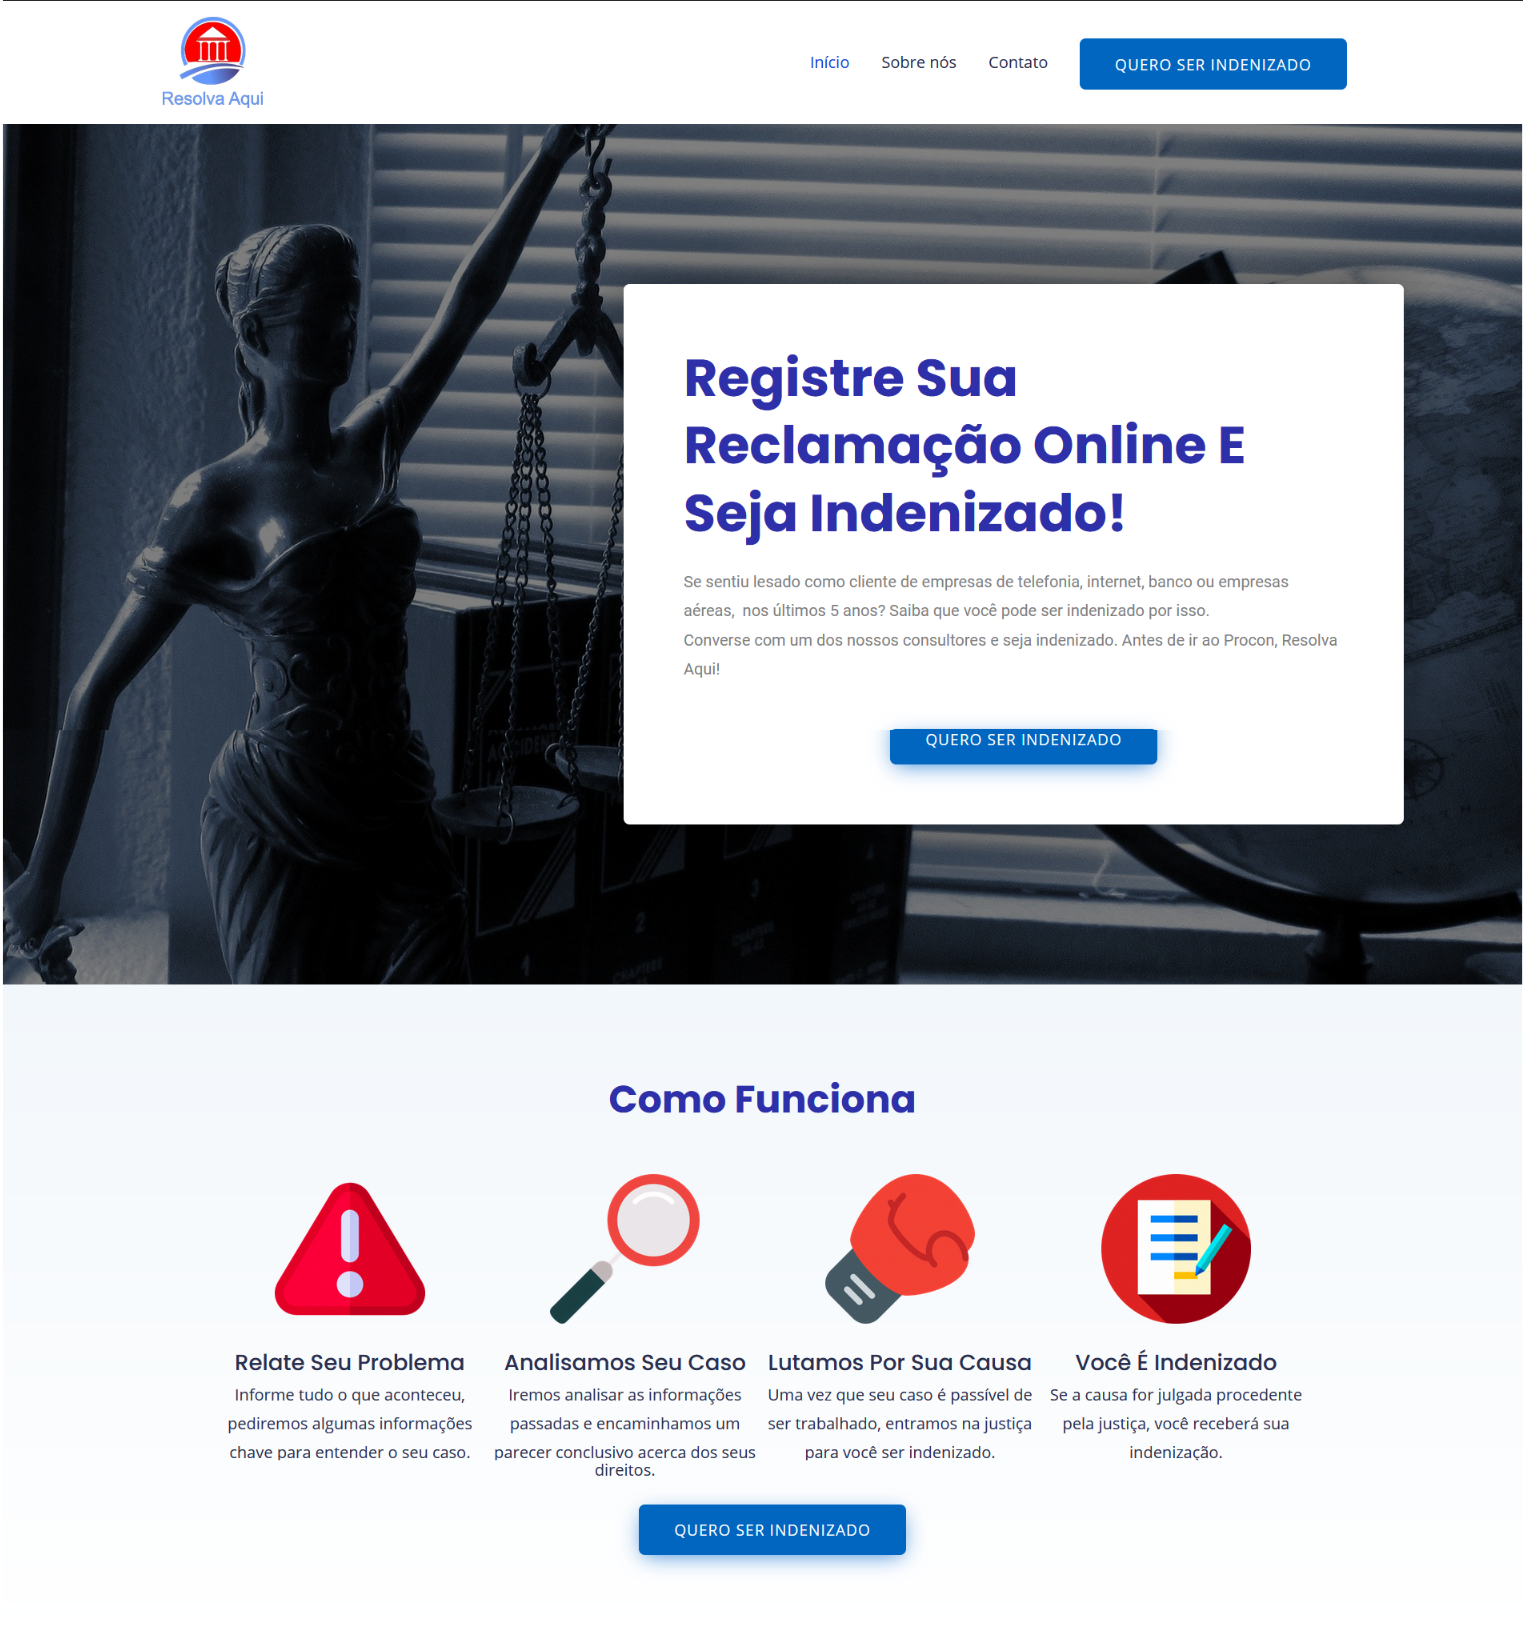 Resolva Aqui
Início
Sobre nós
Contato
QUERO SER INDENIZADO
Registre Sua
Reclamação Online E
Seja Indenizado!
Se sentiu lesado como cliente de empresas de telefonia, internet, banco ou empresas
aéreas, nos últimos 5 anos? Saiba que você pode ser indenizado por isso.
Converse com um dos nossos consultores e seja indenizado. Antes de ir ao Procon, Resolva
Aqui!
QUERO SER INDENIZADO
Como Funciona
Relate Seu Problema
Informe tudo o que aconteceu,
pediremos algumas informações
chave para entender o seu caso.
Analisamos Seu Caso
Iremos analisar as informações
passadas e encaminhamos um
parecer conclusivo acerca dos seus
direitos.
Lutamos Por Sua Causa
Uma vez que seu caso é passível de
ser trabalhado, entramos na justiça
para você ser indenizado.
Você É Indenizado
Se a causa for julgada procedente
pela justiça, você receberá sua
indenização.
QUERO SER INDENIZADO